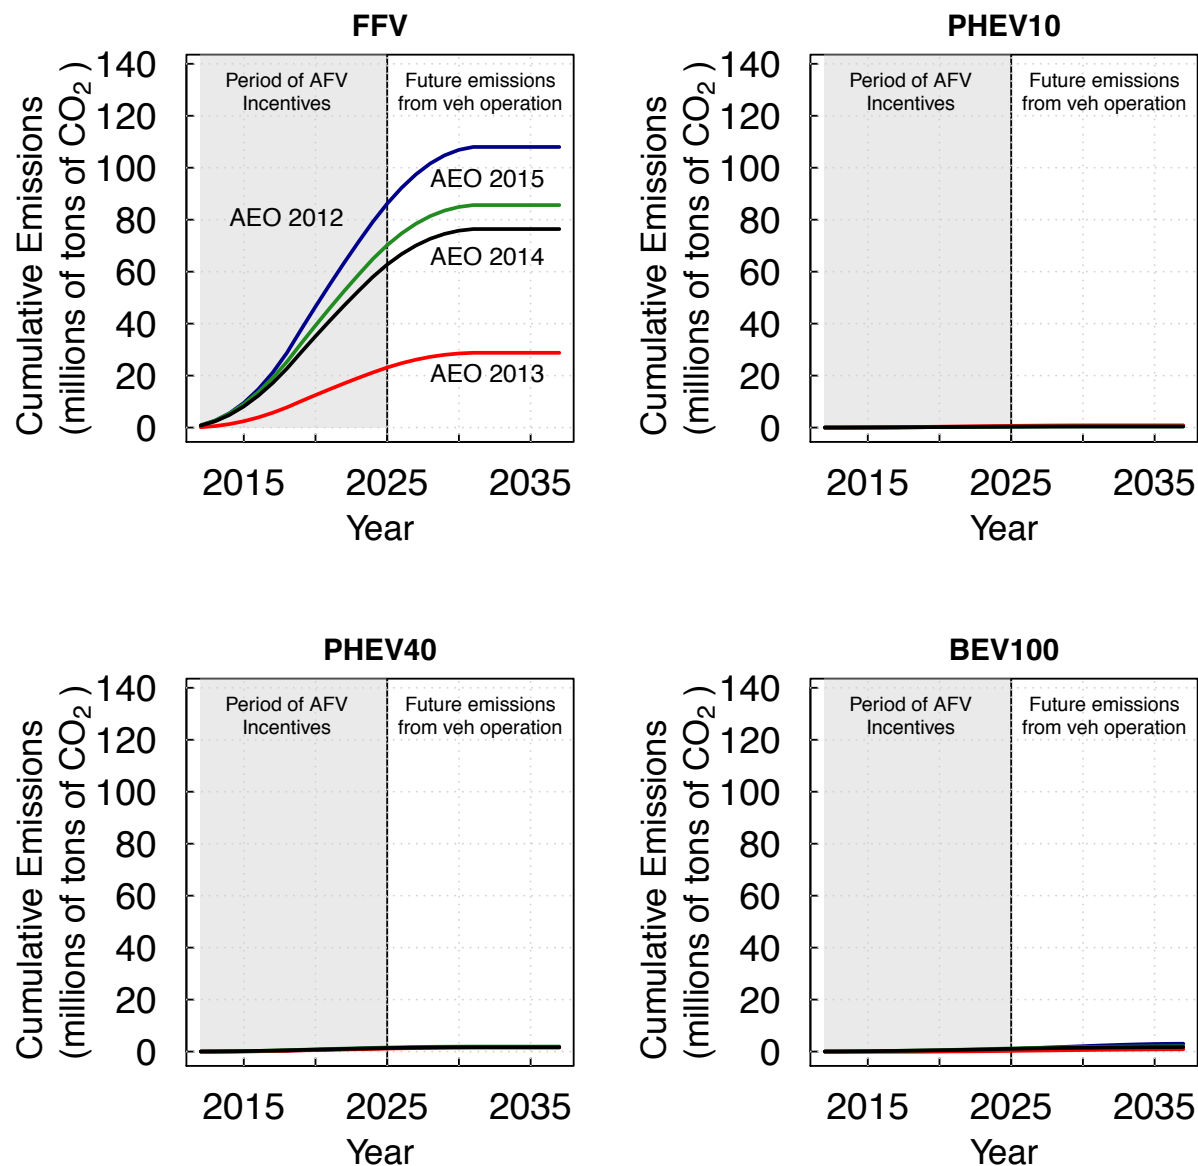 FFV
Cumulative Emissions
(millions of tons of CO₂ )
140
120
100
80
60
40
20
0
Period of AFV
Incentives
Future emissions
from veh operation
AEO 2015
AEO 2012
AEO 2014
AEO 2013
2015 2025 2035
Year
PHEV10
Cumulative Emissions
(millions of tons of CO₂ )
140
120
100
80
60
40
20
0
Period of AFV
Incentives
Future emissions
from veh operation
2015 2025 2035
Year
PHEV40
Cumulative Emissions
(millions of tons of CO₂ )
140
120
100
80
60
40
20
0
Period of AFV
Incentives
Future emissions
from veh operation
2015 2025 2035
Year
BEV100
Cumulative Emissions
(millions of tons of CO₂ )
140
120
100
80
60
40
20
0
Period of AFV
Incentives
Future emissions
from veh operation
2015 2025 2035
Year